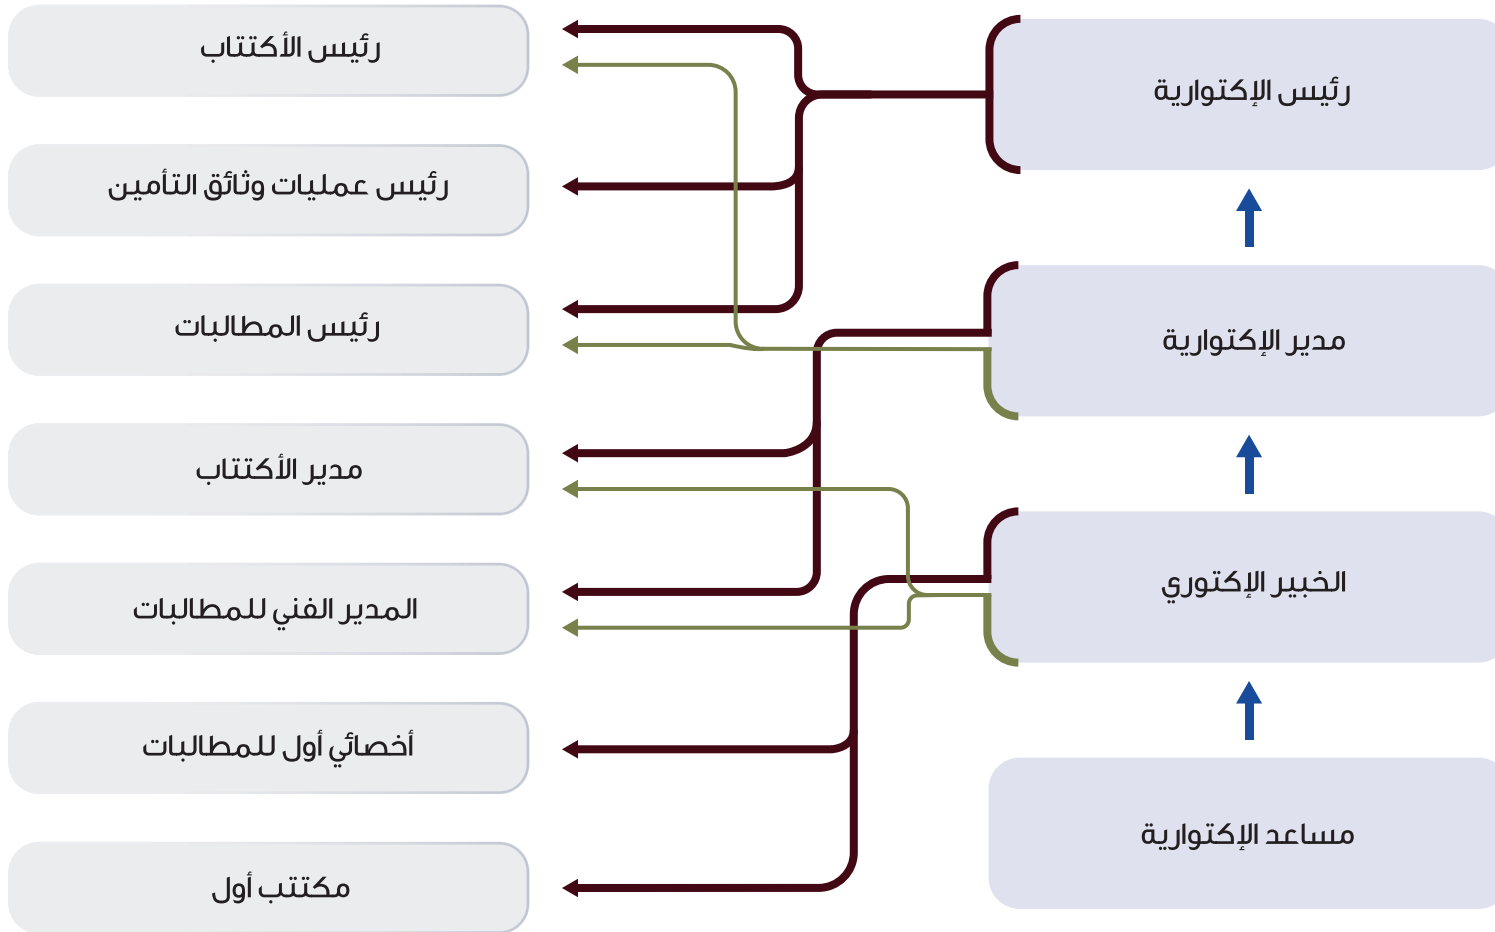 رئيس الإكتوارية
مدير الإكتوارية
الخبير الإكتوري
مساعد الإكتوارية
رئيس الأكتتاب
رئيس عمليات وثائق التأمين
رئيس المطالبات
مدير الأكتتاب
المدير الفني للمطالبات
أخصائي أول للمطالبات
مكتتب أول